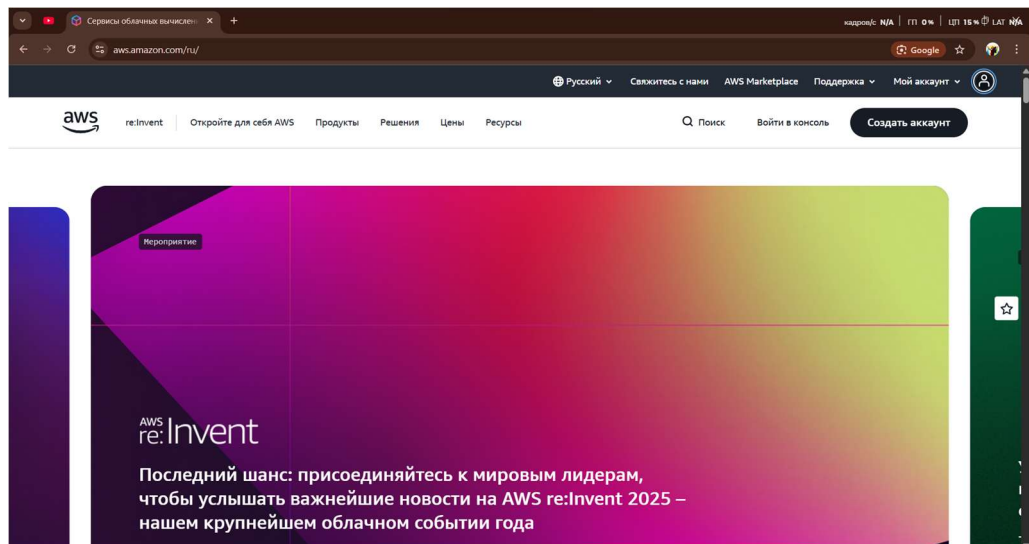 Сервисы облачных вычислен
кадров/с N/A | ГП 0% | ЦП 15% LAT N/A
aws.amazon.com/ru/
Google
Русский
Свяжитесь с нами
AWS Marketplace
Поддержка
Мой аккаунт
aws
re:Invent
Откройте для себя AWS
Продукты
Решения
Цены
Ресурсы
Поиск
Войти в консоль
Создать аккаунт
Мероприятие
AWS
re:Invent
Последний шанс: присоединяйтесь к мировым лидерам,
чтобы услышать важнейшие новости на AWS re:Invent 2025 –
нашем крупнейшем облачном событии года